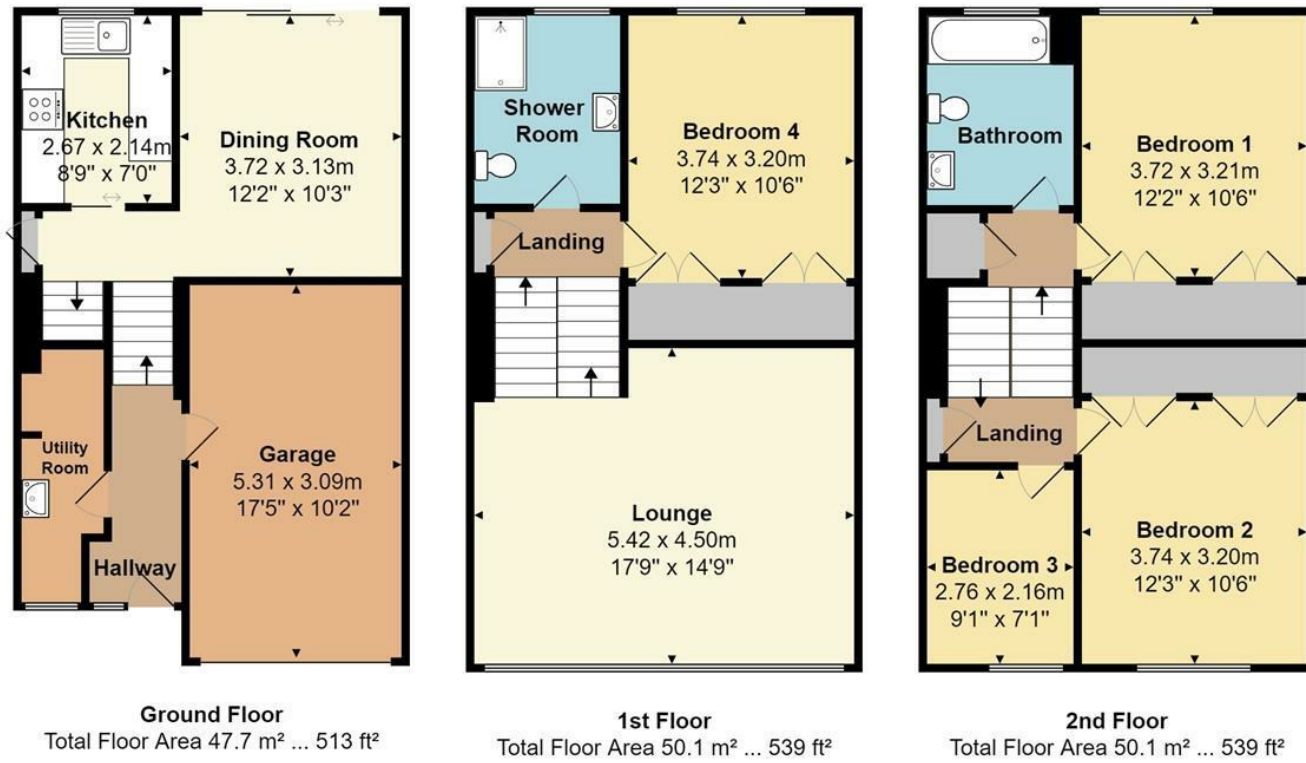 Kitchen
2.67 x 2.14m
8'9" x 7'0"
Dining Room
3.72 x 3.13m
12'2" x 10'3"
Utility
Room
Hallway
Garage
5.31 x 3.09m
17'5" x 10'2"
Ground Floor
Total Floor Area 47.7 m² ... 513 ft²
Shower
Room
Bedroom 4
3.74 x 3.20m
12'3" x 10'6"
Landing
Lounge
5.42 x 4.50m
17'9" x 14'9"
1st Floor
Total Floor Area 50.1 m² ... 539 ft²
Bathroom
Bedroom 1
3.72 x 3.21m
12'2" x 10'6"
Landing
Bedroom 3
2.76 x 2.16m
9'1" x 7'1"
Bedroom 2
3.74 x 3.20m
12'3" x 10'6"
2nd Floor
Total Floor Area 50.1 m² ... 539 ft²